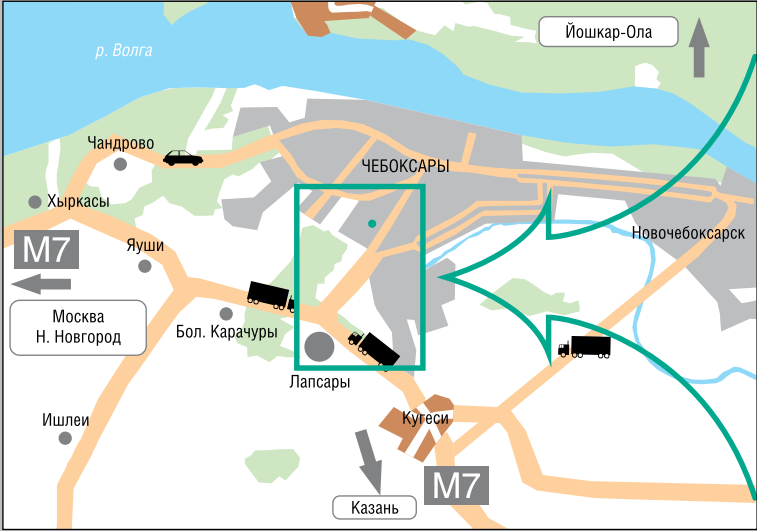 Йошкар-Ола
р. Волга
Чандрово
ЧЕБОКСАРЫ
Хыркасы
Новочебоксарск
М7
Яуши
Москва
Н. Новгород
Бол. Карачуры
Лапсары
Ишлеи
Кугеси
М7
Казань